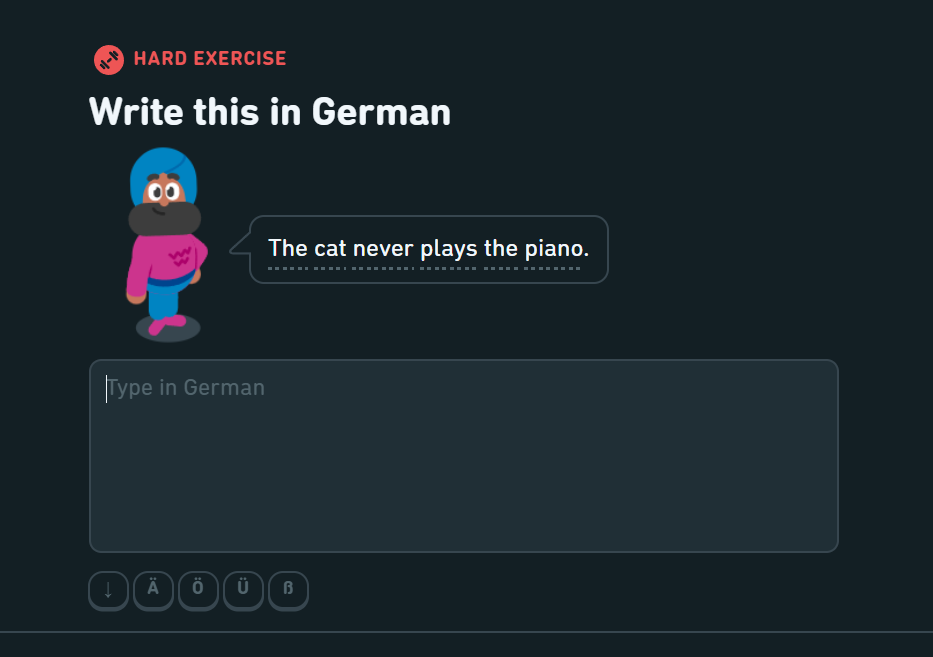 HARD EXERCISE
Write this in German
The cat never plays the piano.
Type in German
↓ Ä Ö Ü ß